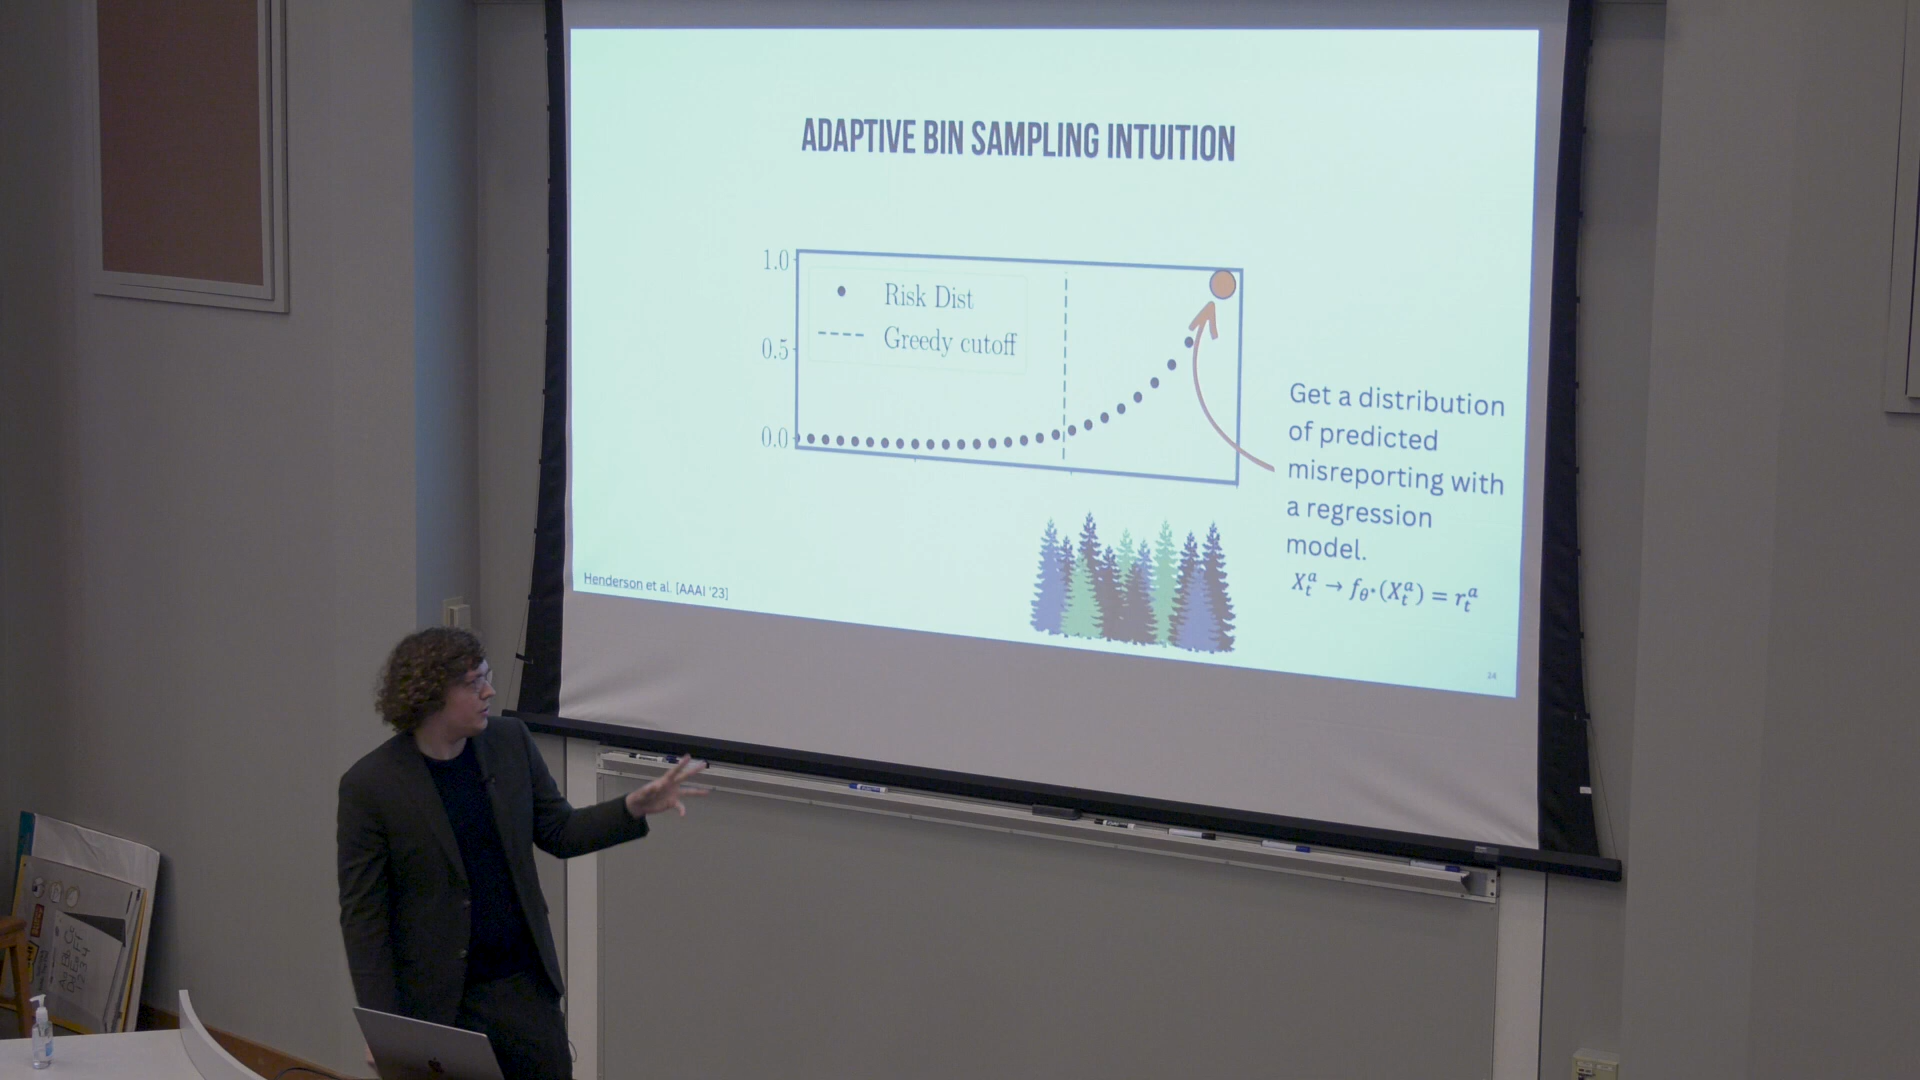 ADAPTIVE BIN SAMPLING INTUITION
1.0
Risk Dist
Greedy cutoff
0.5
0.0
Get a distribution
of predicted
misreporting with
a regression
model.
$X_t^a \rightarrow f_{\theta^*}(X_t^a) = r_t^a$
Henderson et al. [AAAI '23]
24